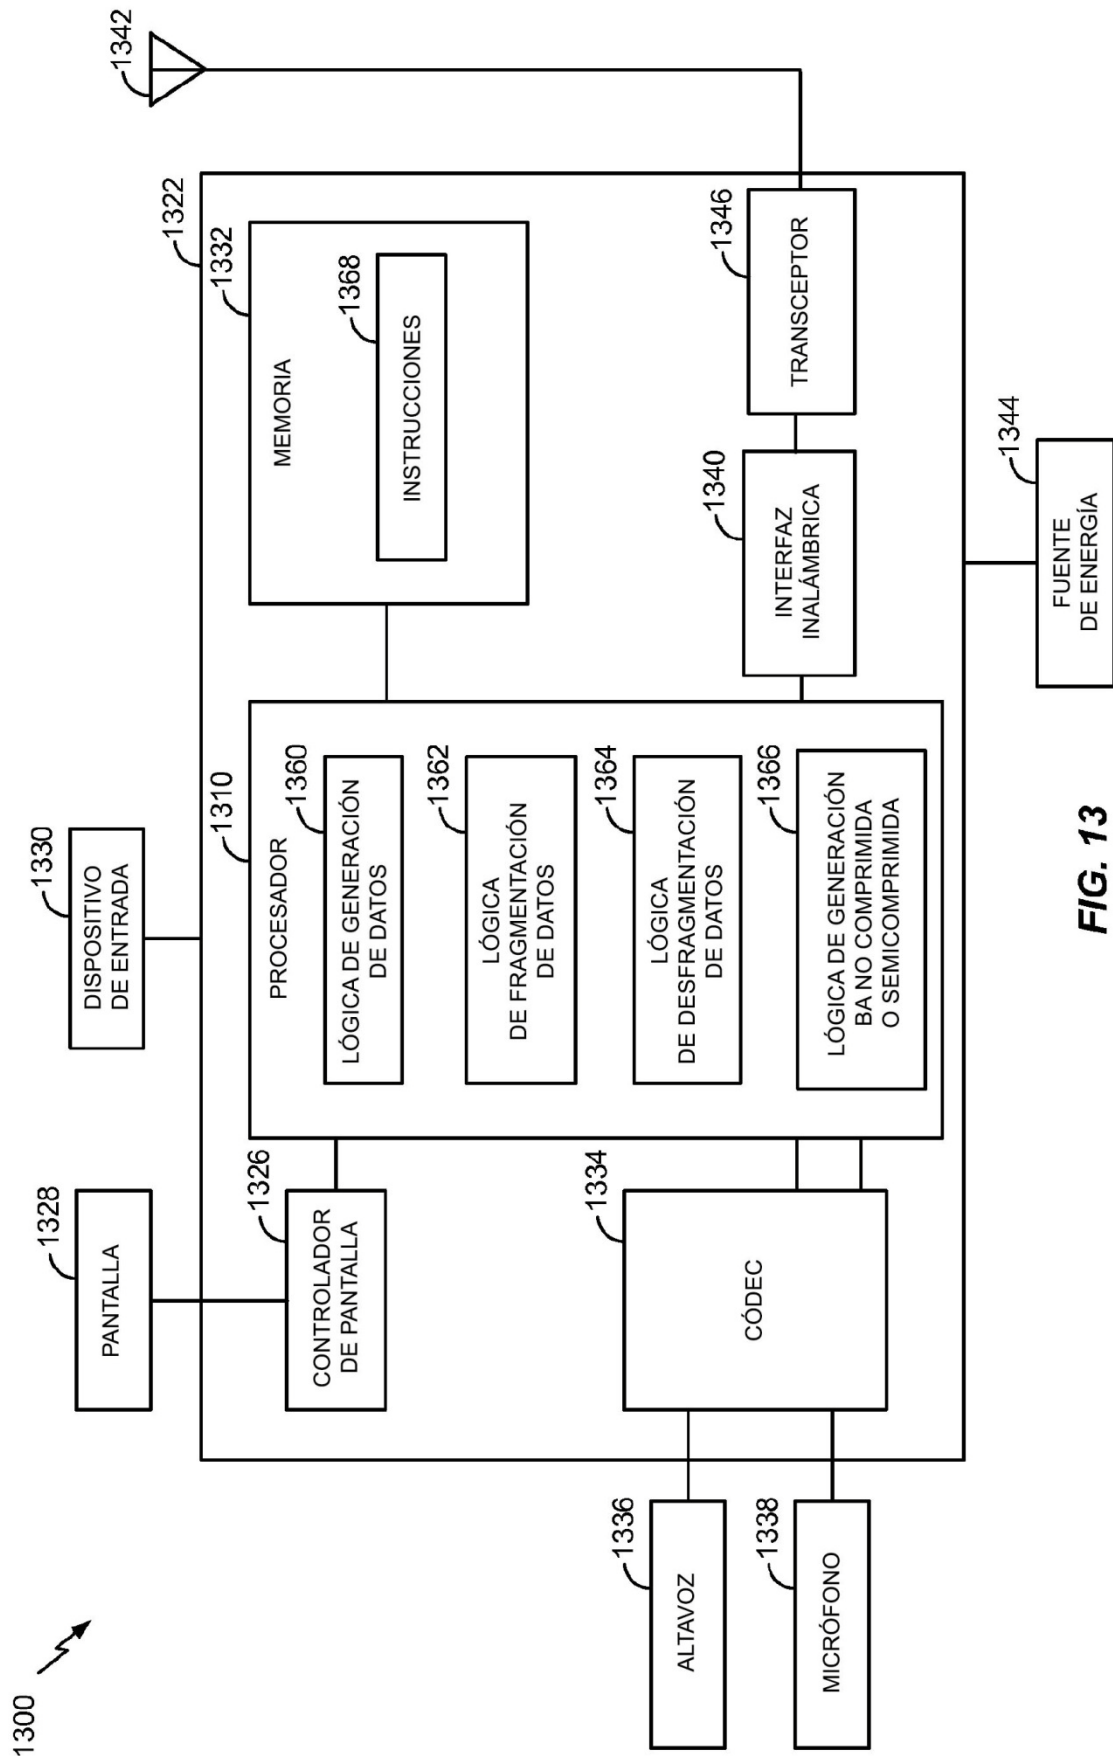 1300
1328
PANTALLA
1330
DISPOSITIVO
DE ENTRADA
1342
1322
1326
CONTROLADOR
DE PANTALLA
1310
PROCESADOR
1360
LÓGICA DE GENERACIÓN
DE DATOS
1362
LÓGICA
DE FRAGMENTACIÓN
DE DATOS
1364
LÓGICA
DE DESFRAGMENTACIÓN
DE DATOS
1366
LÓGICA DE GENERACIÓN
BA NO COMPRIMIDA
O SEMICOMPRIMIDA
1332
MEMORIA
1368
INSTRUCCIONES
1336
ALTAVOZ
1338
MICRÓFONO
1334
CÓDEC
1340
INTERFAZ
INALÁMBRICA
1346
TRANSCEPTOR
1344
FUENTE
DE ENERGÍA
FIG. 13